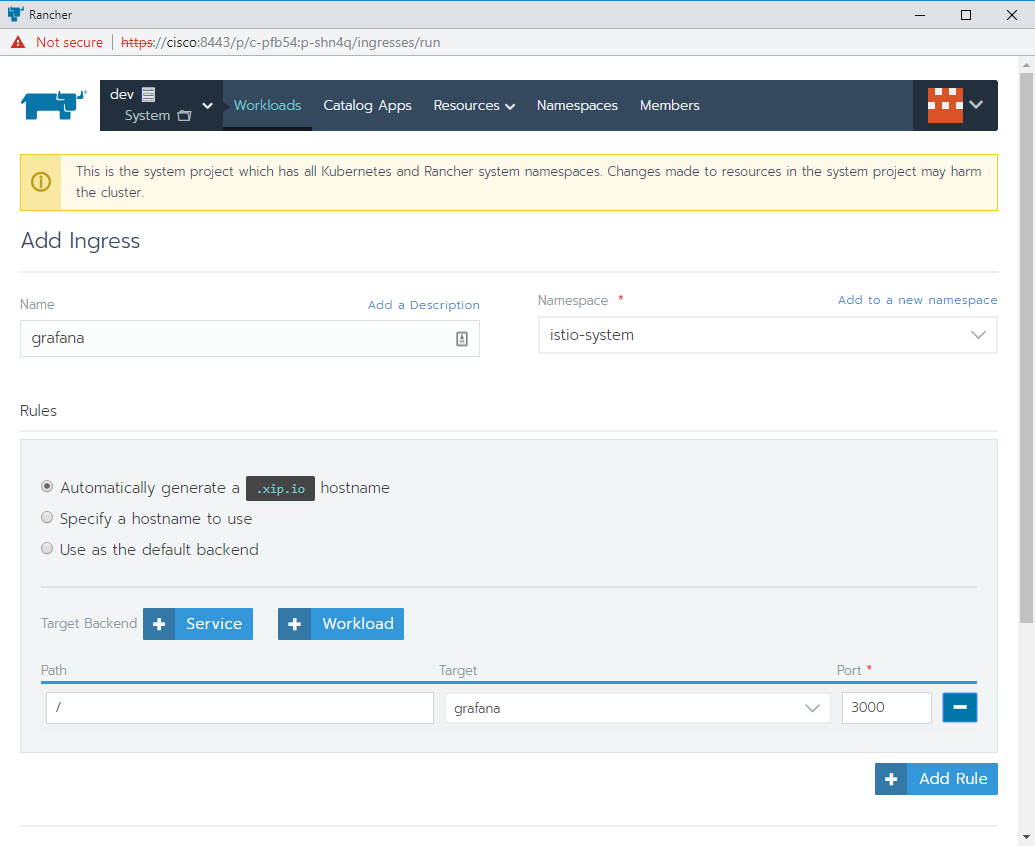 Rancher
Not secure | https://cisco:8443/p/c-pfb54:p-shn4q/ingresses/run
dev
System
Workloads Catalog Apps Resources Namespaces Members
This is the system project which has all Kubernetes and Rancher system namespaces. Changes made to resources in the system project may harm
the cluster.
Add Ingress
Name Add a Description
grafana
Namespace * Add to a new namespace
istio-system
Rules
Automatically generate a .xip.io hostname
Specify a hostname to use
Use as the default backend
Target Backend + Service + Workload
Path Target Port *
/ grafana 3000
+ Add Rule